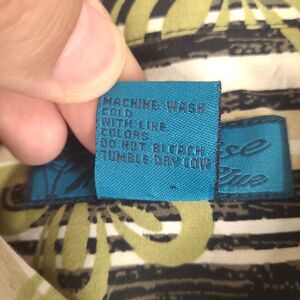 MACHINE WASH
COLD
WITH LIKE
COLORS
DO NOT BLEACH
TUMBLE DRY LOW